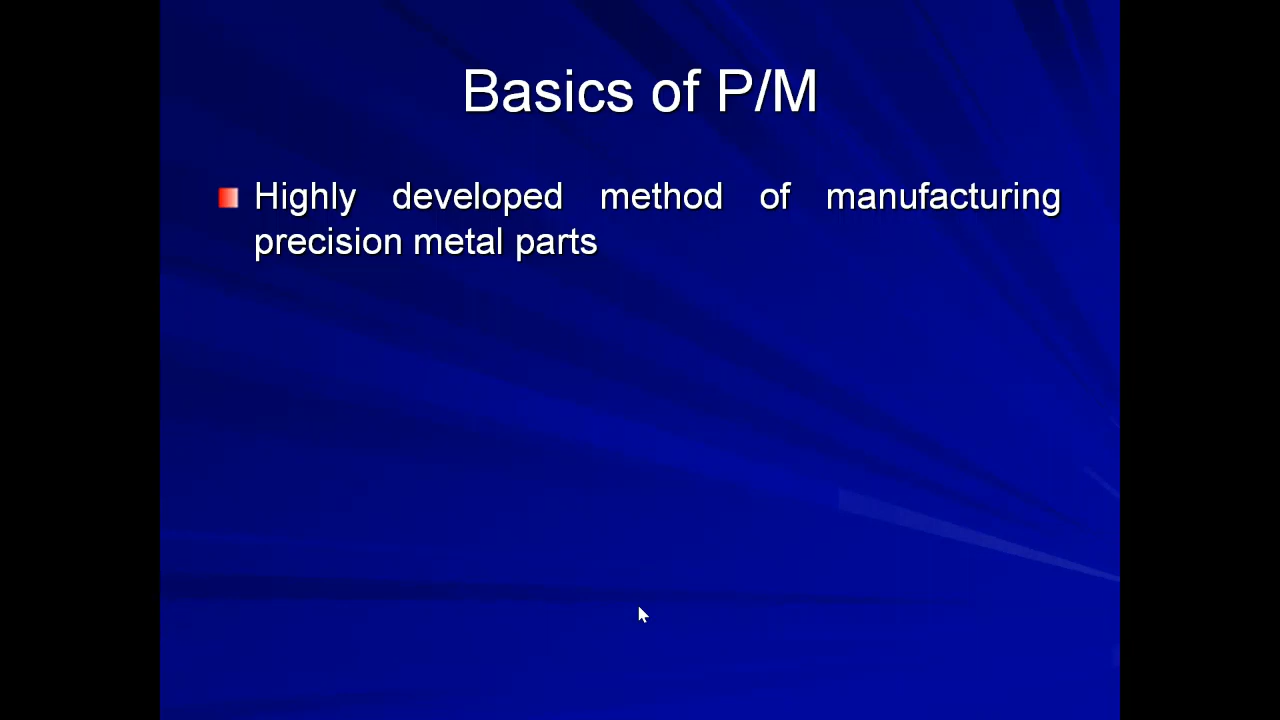 Basics of P/M
Highly developed method of manufacturing
precision metal parts